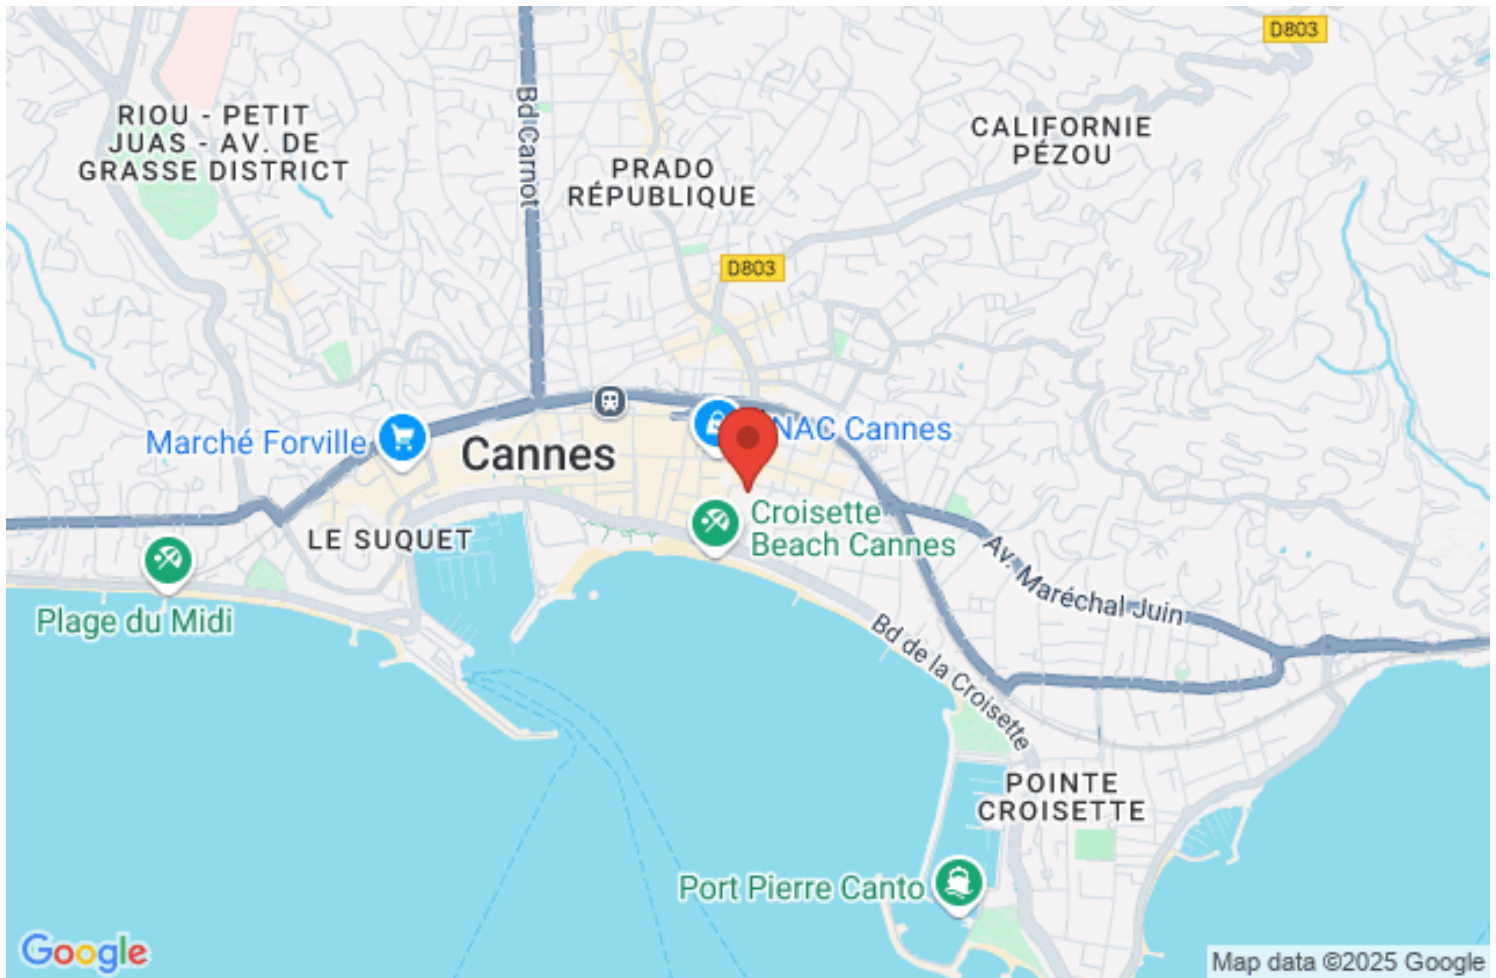 D803
RIOU - PETIT
JUAS - AV. DE
GRASSE DISTRICT
Bd Carnot
CALIFORNIE
PÉZOU
PRADO
RÉPUBLIQUE
D803
Marché Forville
Cannes
NAC Cannes
LE SUQUET
Croisette
Beach Cannes
Av. Maréchal Juin
Plage du Midi
Bd de la Croisette
POINTE
CROISETTE
Port Pierre Canto
Google
Map data ©2025 Google